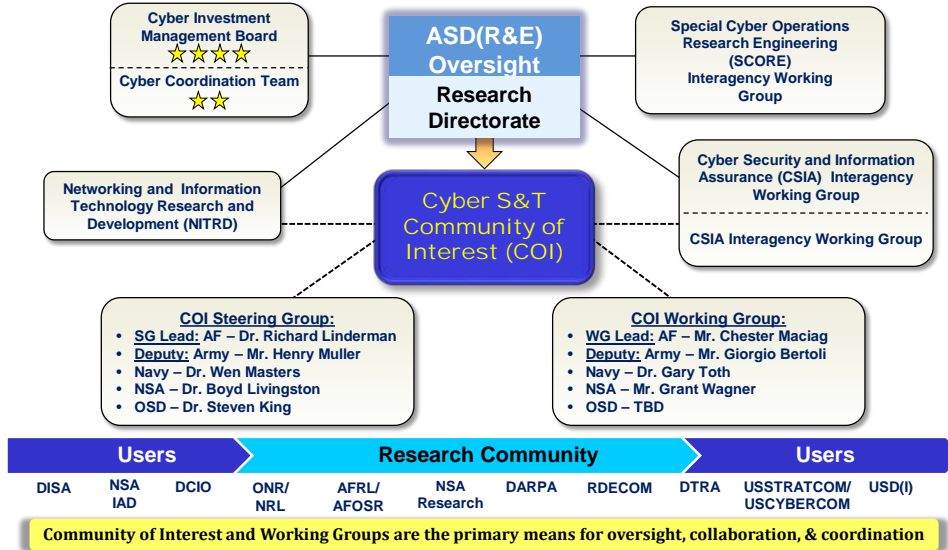 Cyber Investment
Management Board
Cyber Coordination Team
ASD(R&E)
Oversight
Research
Directorate
Special Cyber Operations
Research Engineering
(SCORE)
Interagency Working
Group
Networking and Information
Technology Research and
Development (NITRD)
Cyber S&T
Community of
Interest (COI)
Cyber Security and Information
Assurance (CSIA) Interagency
Working Group
CSIA Interagency Working Group
COI Steering Group:
• SG Lead: AF – Dr. Richard Linderman
• Deputy: Army – Mr. Henry Muller
• Navy – Dr. Wen Masters
• NSA – Dr. Boyd Livingston
• OSD – Dr. Steven King
COI Working Group:
• WG Lead: AF – Mr. Chester Maciag
• Deputy: Army – Mr. Giorgio Bertoli
• Navy – Dr. Gary Toth
• NSA – Mr. Grant Wagner
• OSD – TBD
Users
Research Community
Users
DISA
NSA
IAD
DCIO
ONR/
NRL
AFRL/
AFOSR
NSA
Research
DARPA
RDECOM
DTRA
USSTRATCOM/
USCYBERCOM
USD(I)
Community of Interest and Working Groups are the primary means for oversight, collaboration, & coordination